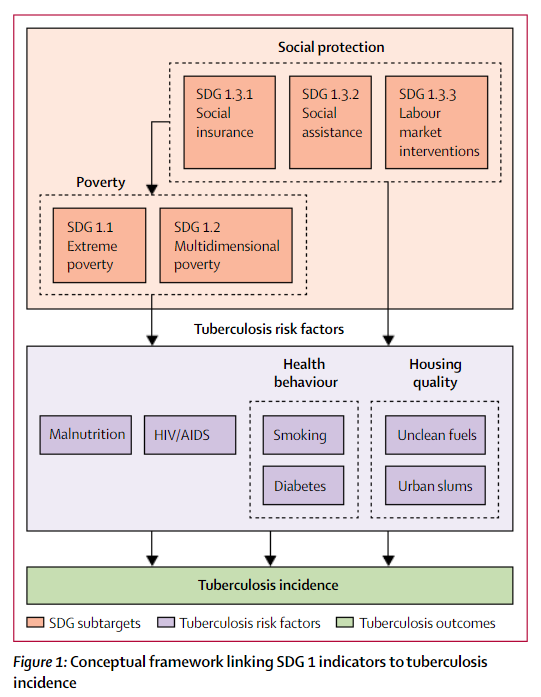 Social protection
SDG 1.3.1
Social
insurance
SDG 1.3.2
Social
assistance
SDG 1.3.3
Labour
market
interventions
Poverty
SDG 1.1
Extreme
poverty
SDG 1.2
Multidimensional
poverty
Tuberculosis risk factors
Malnutrition
HIV/AIDS
Health
behaviour
Smoking
Diabetes
Housing
quality
Unclean fuels
Urban slums
Tuberculosis incidence
SDG subtargets
Tuberculosis risk factors
Tuberculosis outcomes
Figure 1: Conceptual framework linking SDG 1 indicators to tuberculosis
incidence